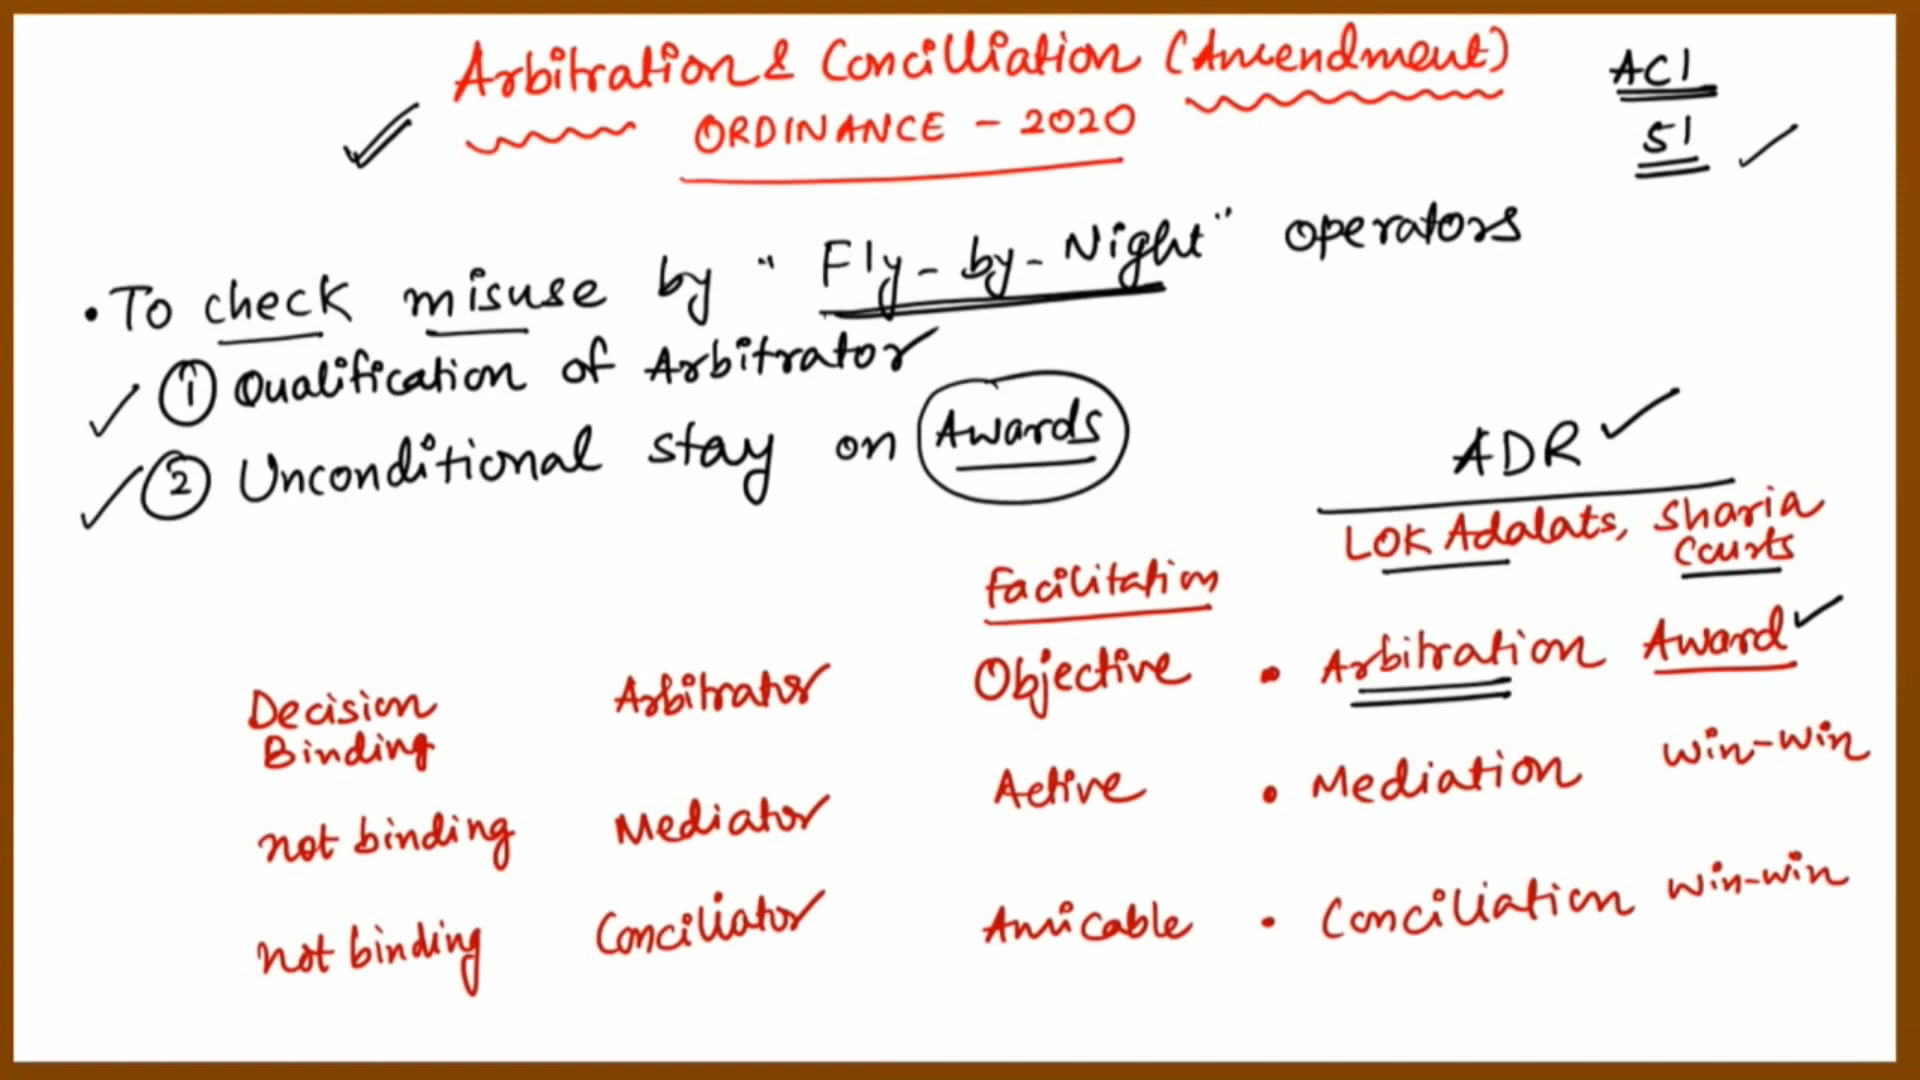 Arbitration & Concilliation (Amendment)
ORDINANCE - 2020
ACI
51
• To check misuse by "Fly-by-Night" operators
① Qualification of Arbitrator
② Unconditional stay on Awards
ADR
LOK Adalats, Sharia
Courts
Facilitation
Decision Arbitrator Objective • Arbitration Award
Binding
not binding Mediator Active • Mediation win-win
not binding Conciliator Amicable • Conciliation win-win